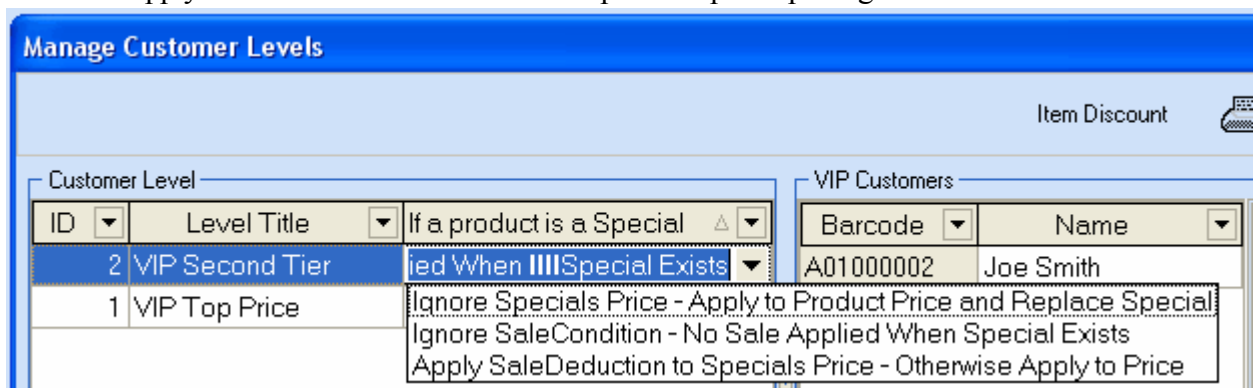 Manage Customer Levels
Item Discount
Customer Level
VIP Customers
ID Level Title If a product is a Special
Barcode Name
2 VIP Second Tier ied When IIIISpecial Exists
A01000002 Joe Smith
1 VIP Top Price
Ignore Specials Price - Apply to Product Price and Replace Special
Ignore SaleCondition - No Sale Applied When Special Exists
Apply SaleDeduction to Specials Price - Otherwise Apply to Price